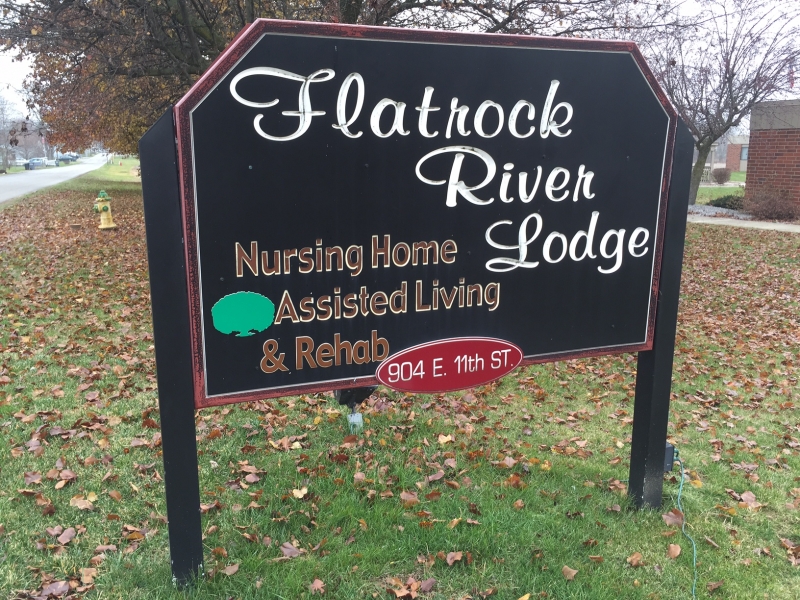 Flatrock
River
Lodge
Nursing Home
Assisted Living
& Rehab
904 E. 11th ST.